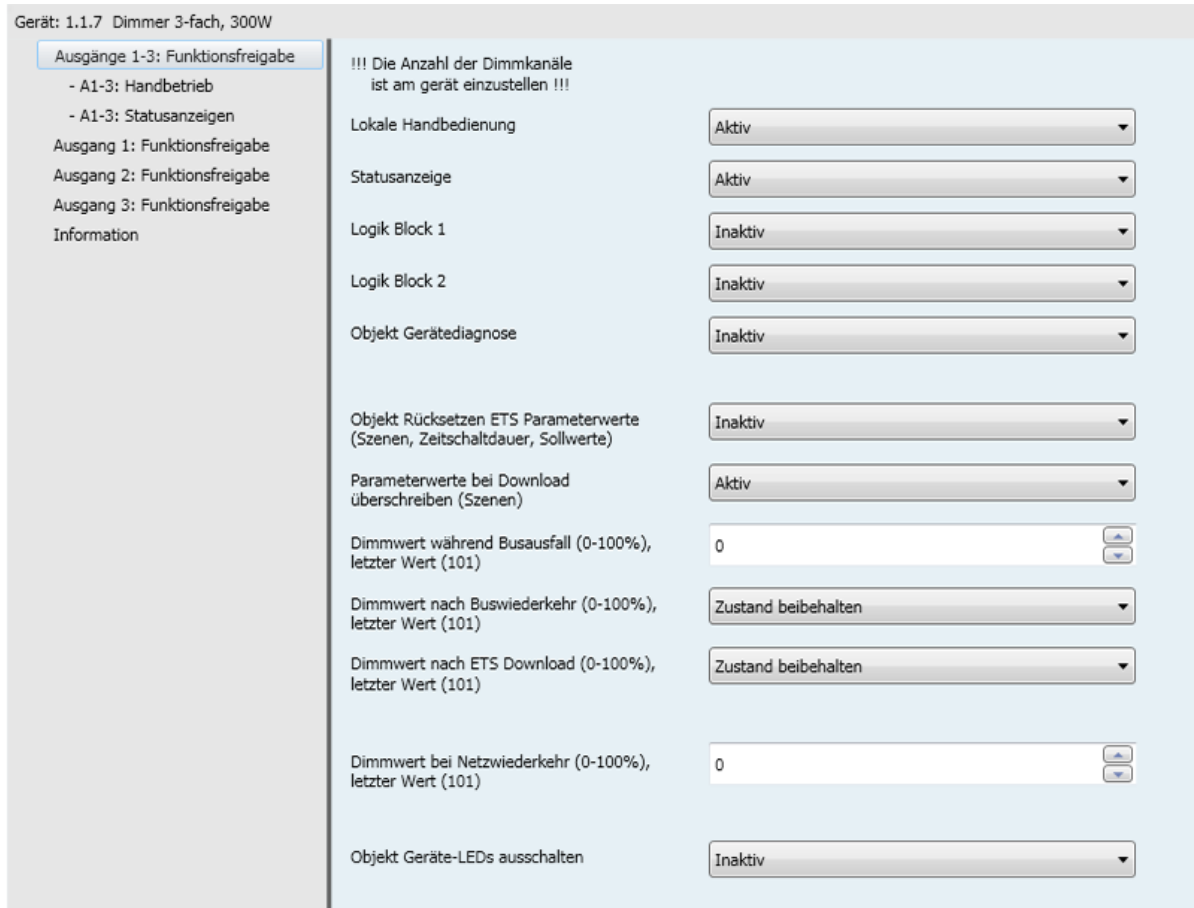 Gerät: 1.1.7 Dimmer 3-fach, 300W
Ausgänge 1-3: Funktionsfreigabe
- A1-3: Handbetrieb
- A1-3: Statusanzeigen
Ausgang 1: Funktionsfreigabe
Ausgang 2: Funktionsfreigabe
Ausgang 3: Funktionsfreigabe
Information
!!! Die Anzahl der Dimmkanäle
ist am gerät einzustellen !!!
Lokale Handbedienung
Aktiv
Statusanzeige
Aktiv
Logik Block 1
Inaktiv
Logik Block 2
Inaktiv
Objekt Gerätediagnose
Inaktiv
Objekt Rücksetzen ETS Parameterwerte
(Szenen, Zeitschaltdauer, Sollwerte)
Inaktiv
Parameterwerte bei Download
überschreiben (Szenen)
Aktiv
Dimmwert während Busausfall (0-100%),
letzter Wert (101)
0
Dimmwert nach Buswiederkehr (0-100%),
letzter Wert (101)
Zustand beibehalten
Dimmwert nach ETS Download (0-100%),
letzter Wert (101)
Zustand beibehalten
Dimmwert bei Netzwiederkehr (0-100%),
letzter Wert (101)
0
Objekt Geräte-LEDs ausschalten
Inaktiv